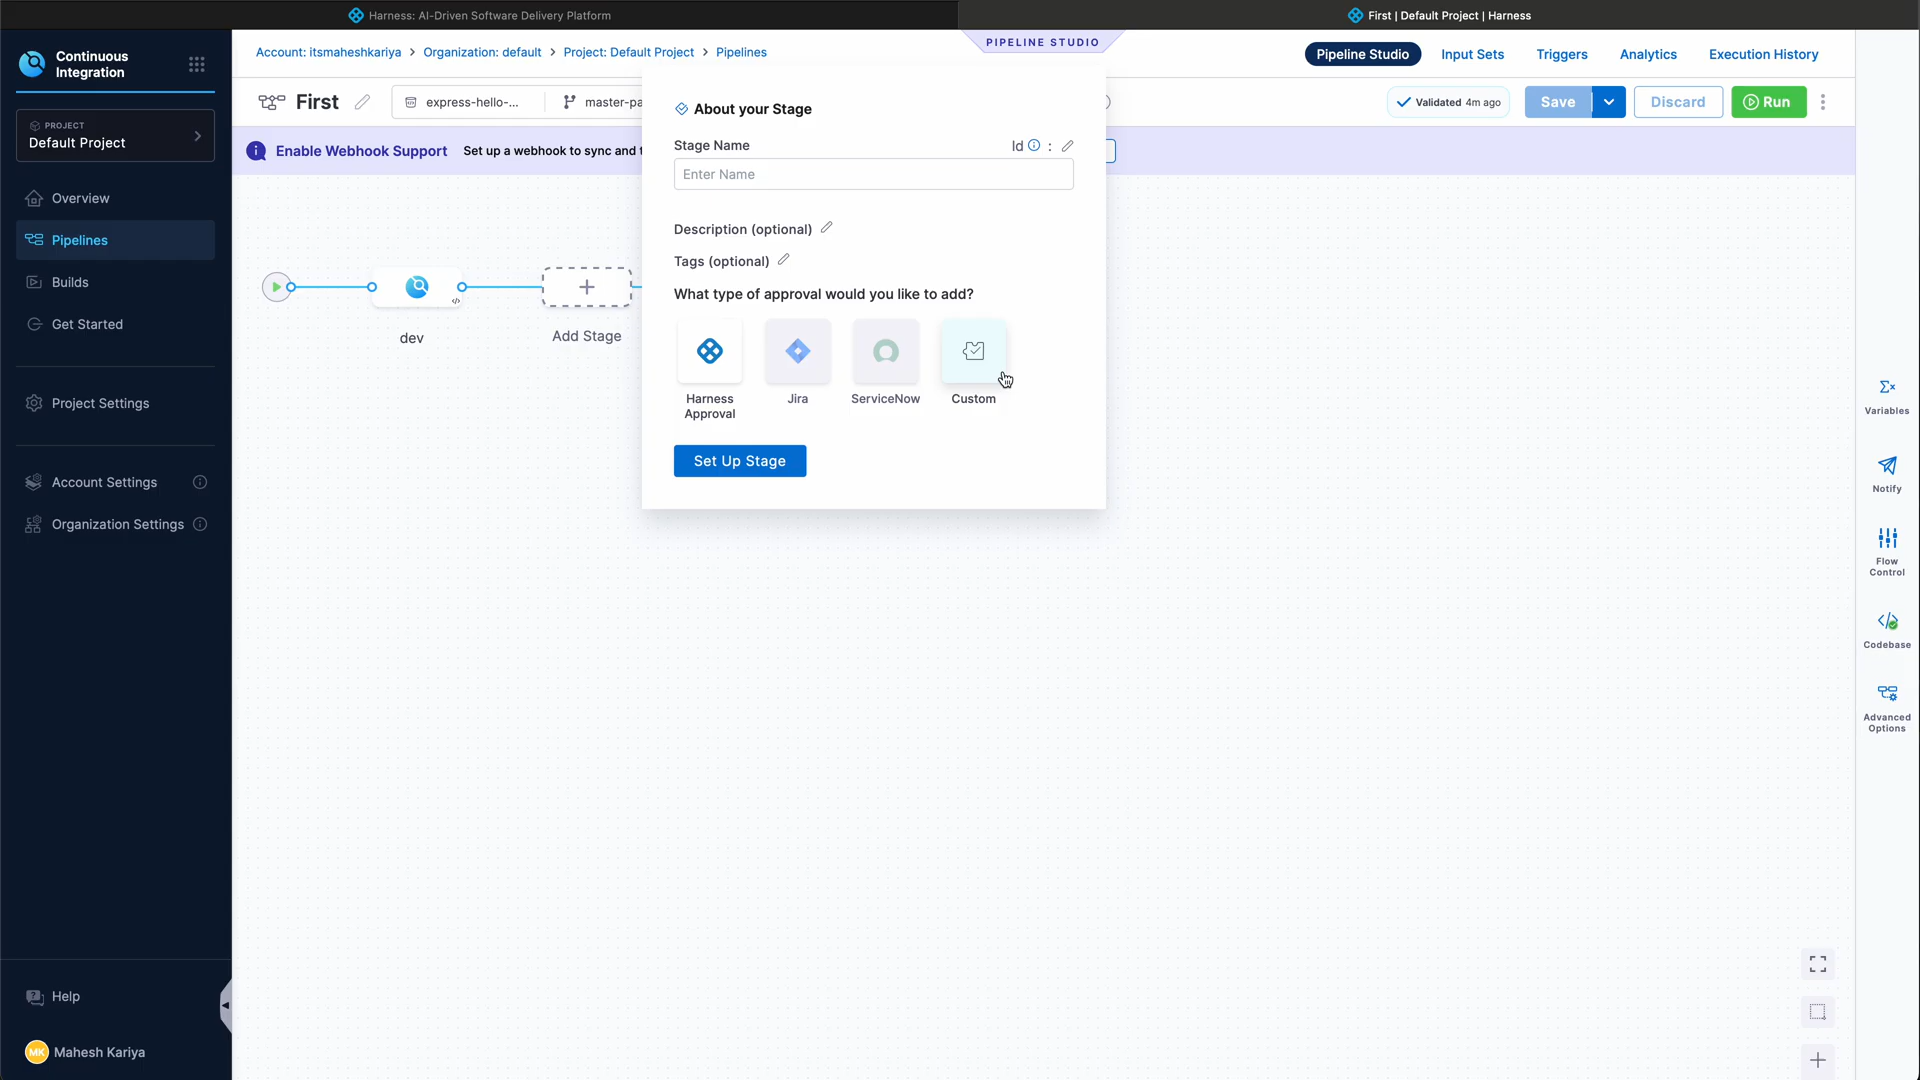 Harness: AI-Driven Software Delivery Platform
First | Default Project | Harness
Continuous
Integration
PROJECT
Default Project
Overview
Pipelines
Builds
Get Started
Project Settings
Account Settings
Organization Settings
Help
MK Mahesh Kariya
Account: itsmaheshkariya > Organization: default > Project: Default Project > Pipelines
PIPELINE STUDIO
Pipeline Studio
Input Sets
Triggers
Analytics
Execution History
First
express-hello-...
master-pa
Validated 4m ago
Save
Discard
Run
Enable Webhook Support Set up a webhook to sync and t
dev
Add Stage
About your Stage
Stage Name
Id :
Enter Name
Description (optional)
Tags (optional)
What type of approval would you like to add?
Harness
Approval
Jira
ServiceNow
Custom
Set Up Stage
Variables
Notify
Flow
Control
Codebase
Advanced
Options